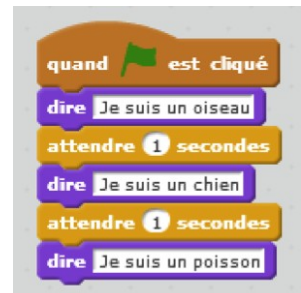 quand est cliqué
dire Je suis un oiseau
attendre 1 secondes
dire Je suis un chien
attendre 1 secondes
dire Je suis un poisson